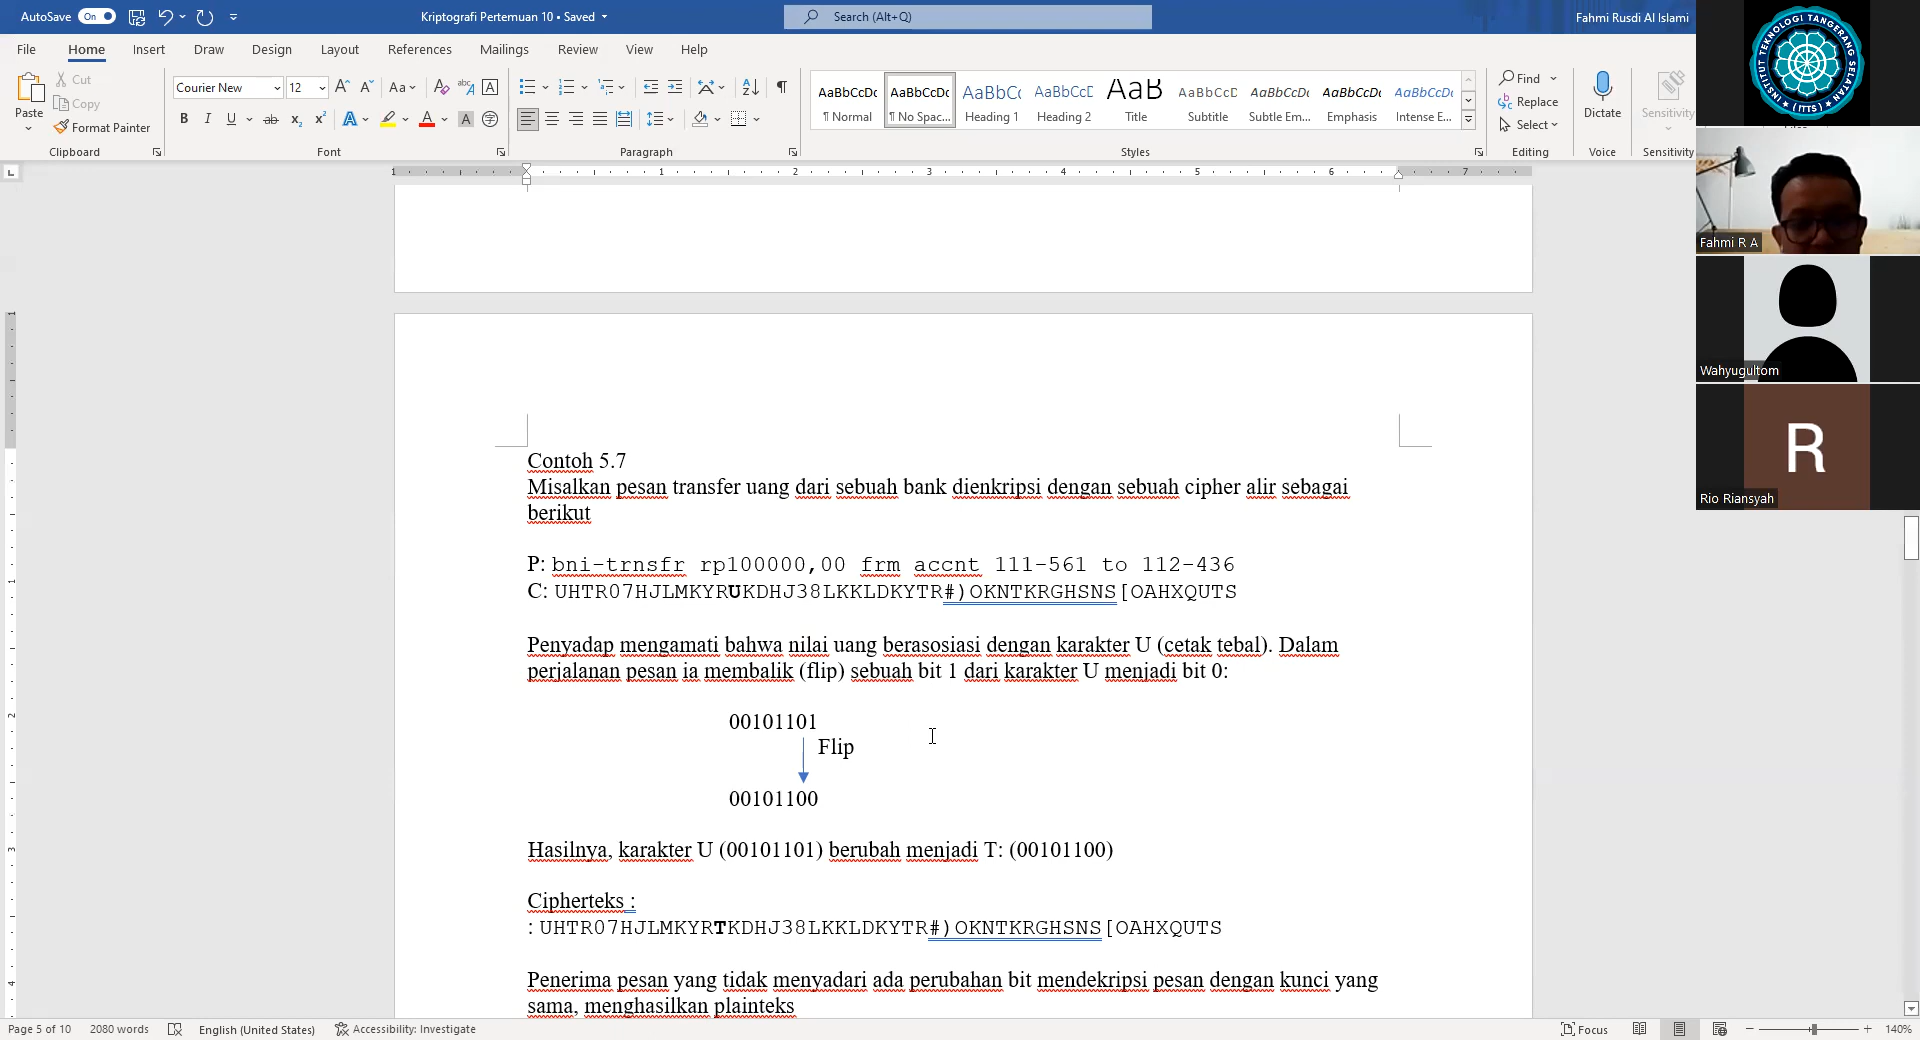 AutoSave On
Kriptografi Pertemuan 10 • Saved
Search (Alt+Q)
Fahmi Rusdi Al Islami
File Home Insert Draw Design Layout References Mailings Review View Help
Paste
Cut
Copy
Format Painter
Clipboard
Courier New 12
Font
Paragraph
AaBbCcDc AaBbCcDc AaBbCc AaBbCcD AaB AaBbCcD AaBbCcDc AaBbCcDc AaBbCcDc
¶ Normal ¶ No Spac... Heading 1 Heading 2 Title Subtitle Subtle Em... Emphasis Intense E...
Styles
Find
Replace
Select
Editing
Dictate
Voice
Sensitivity
Sensitivity
INSTITUT TEKNOLOGI TANGERANG SELATAN
(ITTS)
Fahmi R A
Wahyugultom
R
Rio Riansyah
Contoh 5.7
Misalkan pesan transfer uang dari sebuah bank dienkripsi dengan sebuah cipher alir sebagai
berikut
P: bni-trnsfr rp100000,00 frm accnt 111-561 to 112-436
C: UHTR07HJLMKYRUKDHJ38LKKLDKYTR#)OKNTKRGHSNS[OAHXQUTS
Penyadap mengamati bahwa nilai uang berasosiasi dengan karakter U (cetak tebal). Dalam
perjalanan pesan ia membalik (flip) sebuah bit 1 dari karakter U menjadi bit 0:
00101101
Flip
00101100
Hasilnya, karakter U (00101101) berubah menjadi T: (00101100)
Cipherteks :
: UHTR07HJLMKYRTKDHJ38LKKLDKYTR#)OKNTKRGHSNS[OAHXQUTS
Penerima pesan yang tidak menyadari ada perubahan bit mendekripsi pesan dengan kunci yang
sama, menghasilkan plainteks
Page 5 of 10 2080 words English (United States) Accessibility: Investigate
Focus 140%